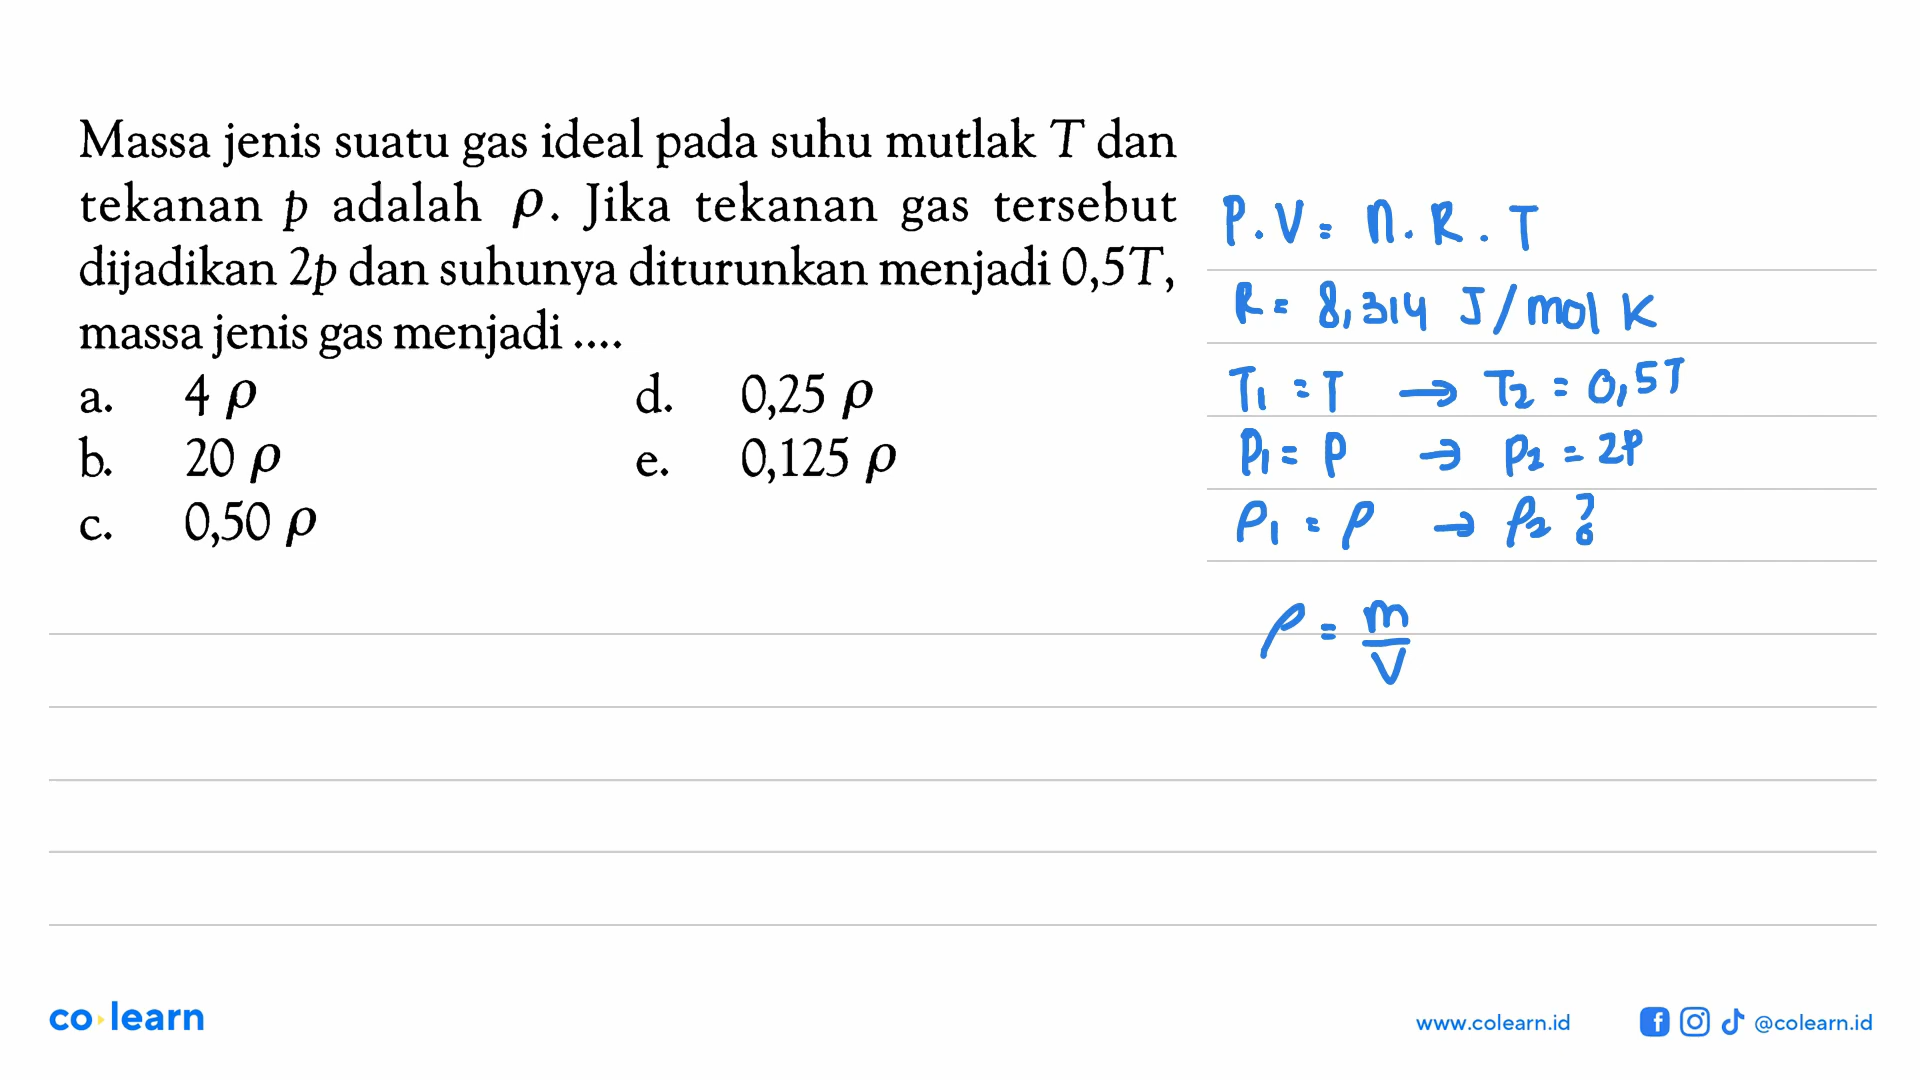 Massa jenis suatu gas ideal pada suhu mutlak T dan
tekanan p adalah ρ. Jika tekanan gas tersebut
dijadikan 2p dan suhunya diturunkan menjadi 0,5T,
massa jenis gas menjadi ....
a. 4 ρ
b. 20 ρ
c. 0,50 ρ
d. 0,25 ρ
e. 0,125 ρ
P.V = n.R.T
R = 8,314 J/mol K
T1 = T → T2 = 0,5T
P1 = P → P2 = 2P
ρ1 = ρ → ρ2 ?
ρ = m/V
co learn
www.colearn.id
@colearn.id